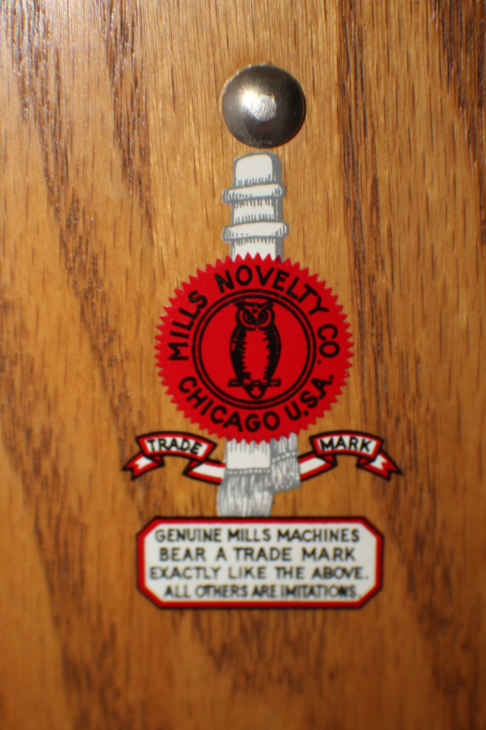 MILLS NOVELTY CO.
CHICAGO U.S.A.
TRADE MARK
GENUINE MILLS MACHINES
BEAR A TRADE MARK
EXACTLY LIKE THE ABOVE.
ALL OTHERS ARE IMITATIONS.